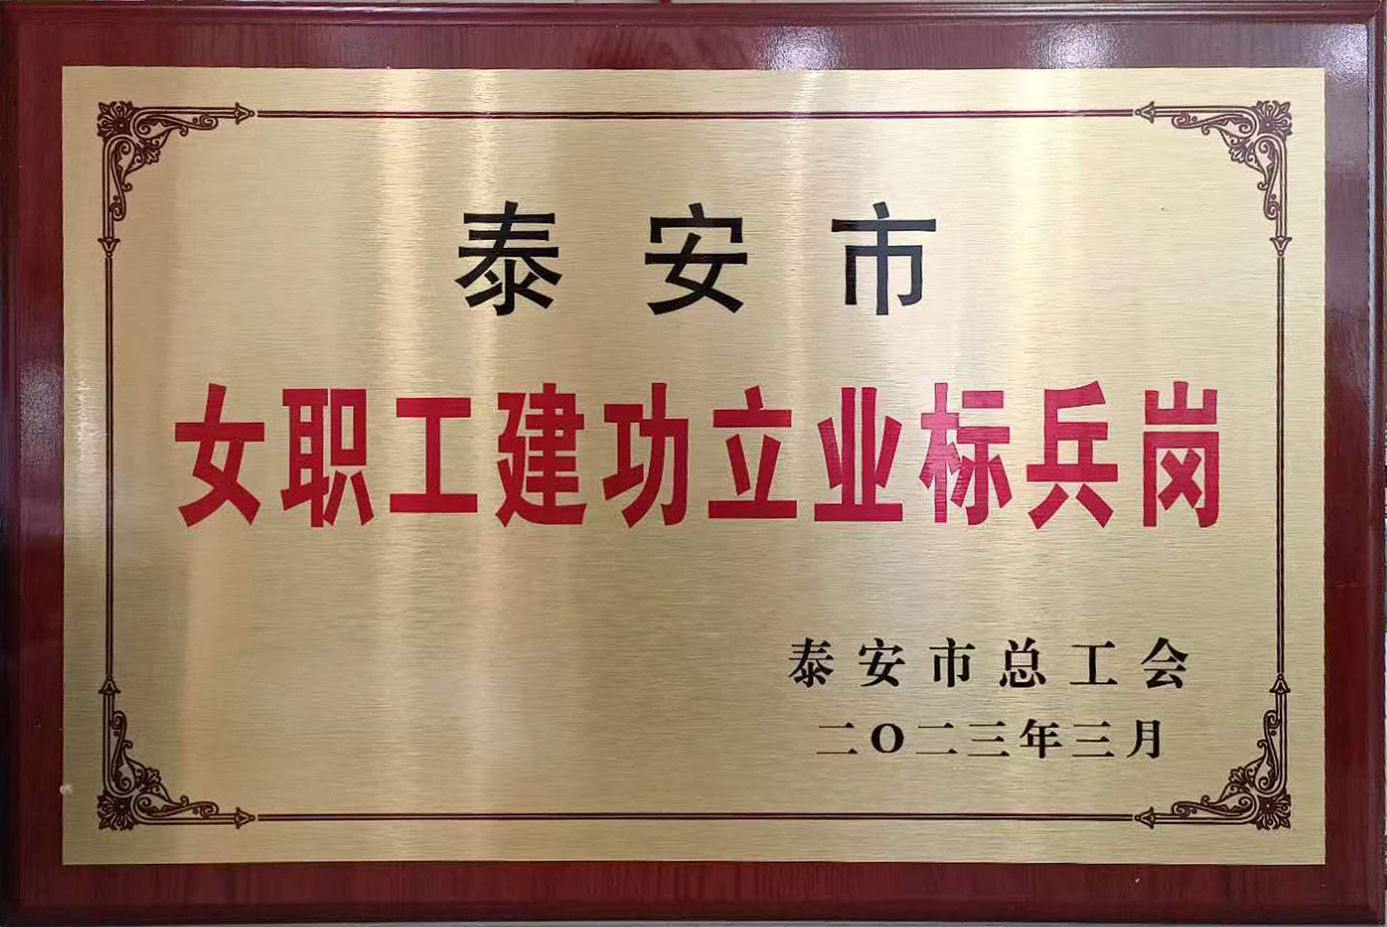 泰安市
女职工建功立业标兵岗
泰安市总工会
二〇二三年三月